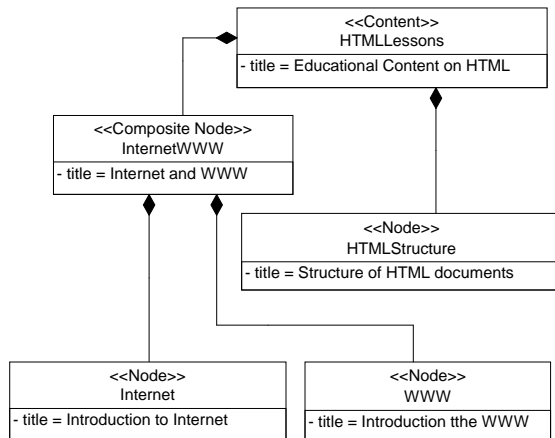 <<Content>>
HTMLLessons
- title = Educational Content on HTML
<<Composite Node>>
InternetWWW
- title = Internet and WWW
<<Node>>
HTMLStructure
- title = Structure of HTML documents
<<Node>>
Internet
- title = Introduction to Internet
<<Node>>
WWW
- title = Introduction tthe WWW